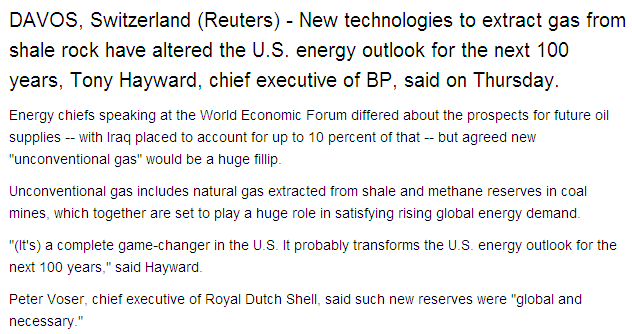 DAVOS, Switzerland (Reuters) - New technologies to extract gas from
shale rock have altered the U.S. energy outlook for the next 100
years, Tony Hayward, chief executive of BP, said on Thursday.
Energy chiefs speaking at the World Economic Forum differed about the prospects for future oil
supplies -- with Iraq placed to account for up to 10 percent of that -- but agreed new
"unconventional gas" would be a huge fillip.
Unconventional gas includes natural gas extracted from shale and methane reserves in coal
mines, which together are set to play a huge role in satisfying rising global energy demand.
"(It's) a complete game-changer in the U.S. It probably transforms the U.S. energy outlook for the
next 100 years," said Hayward.
Peter Voser, chief executive of Royal Dutch Shell, said such new reserves were "global and
necessary."